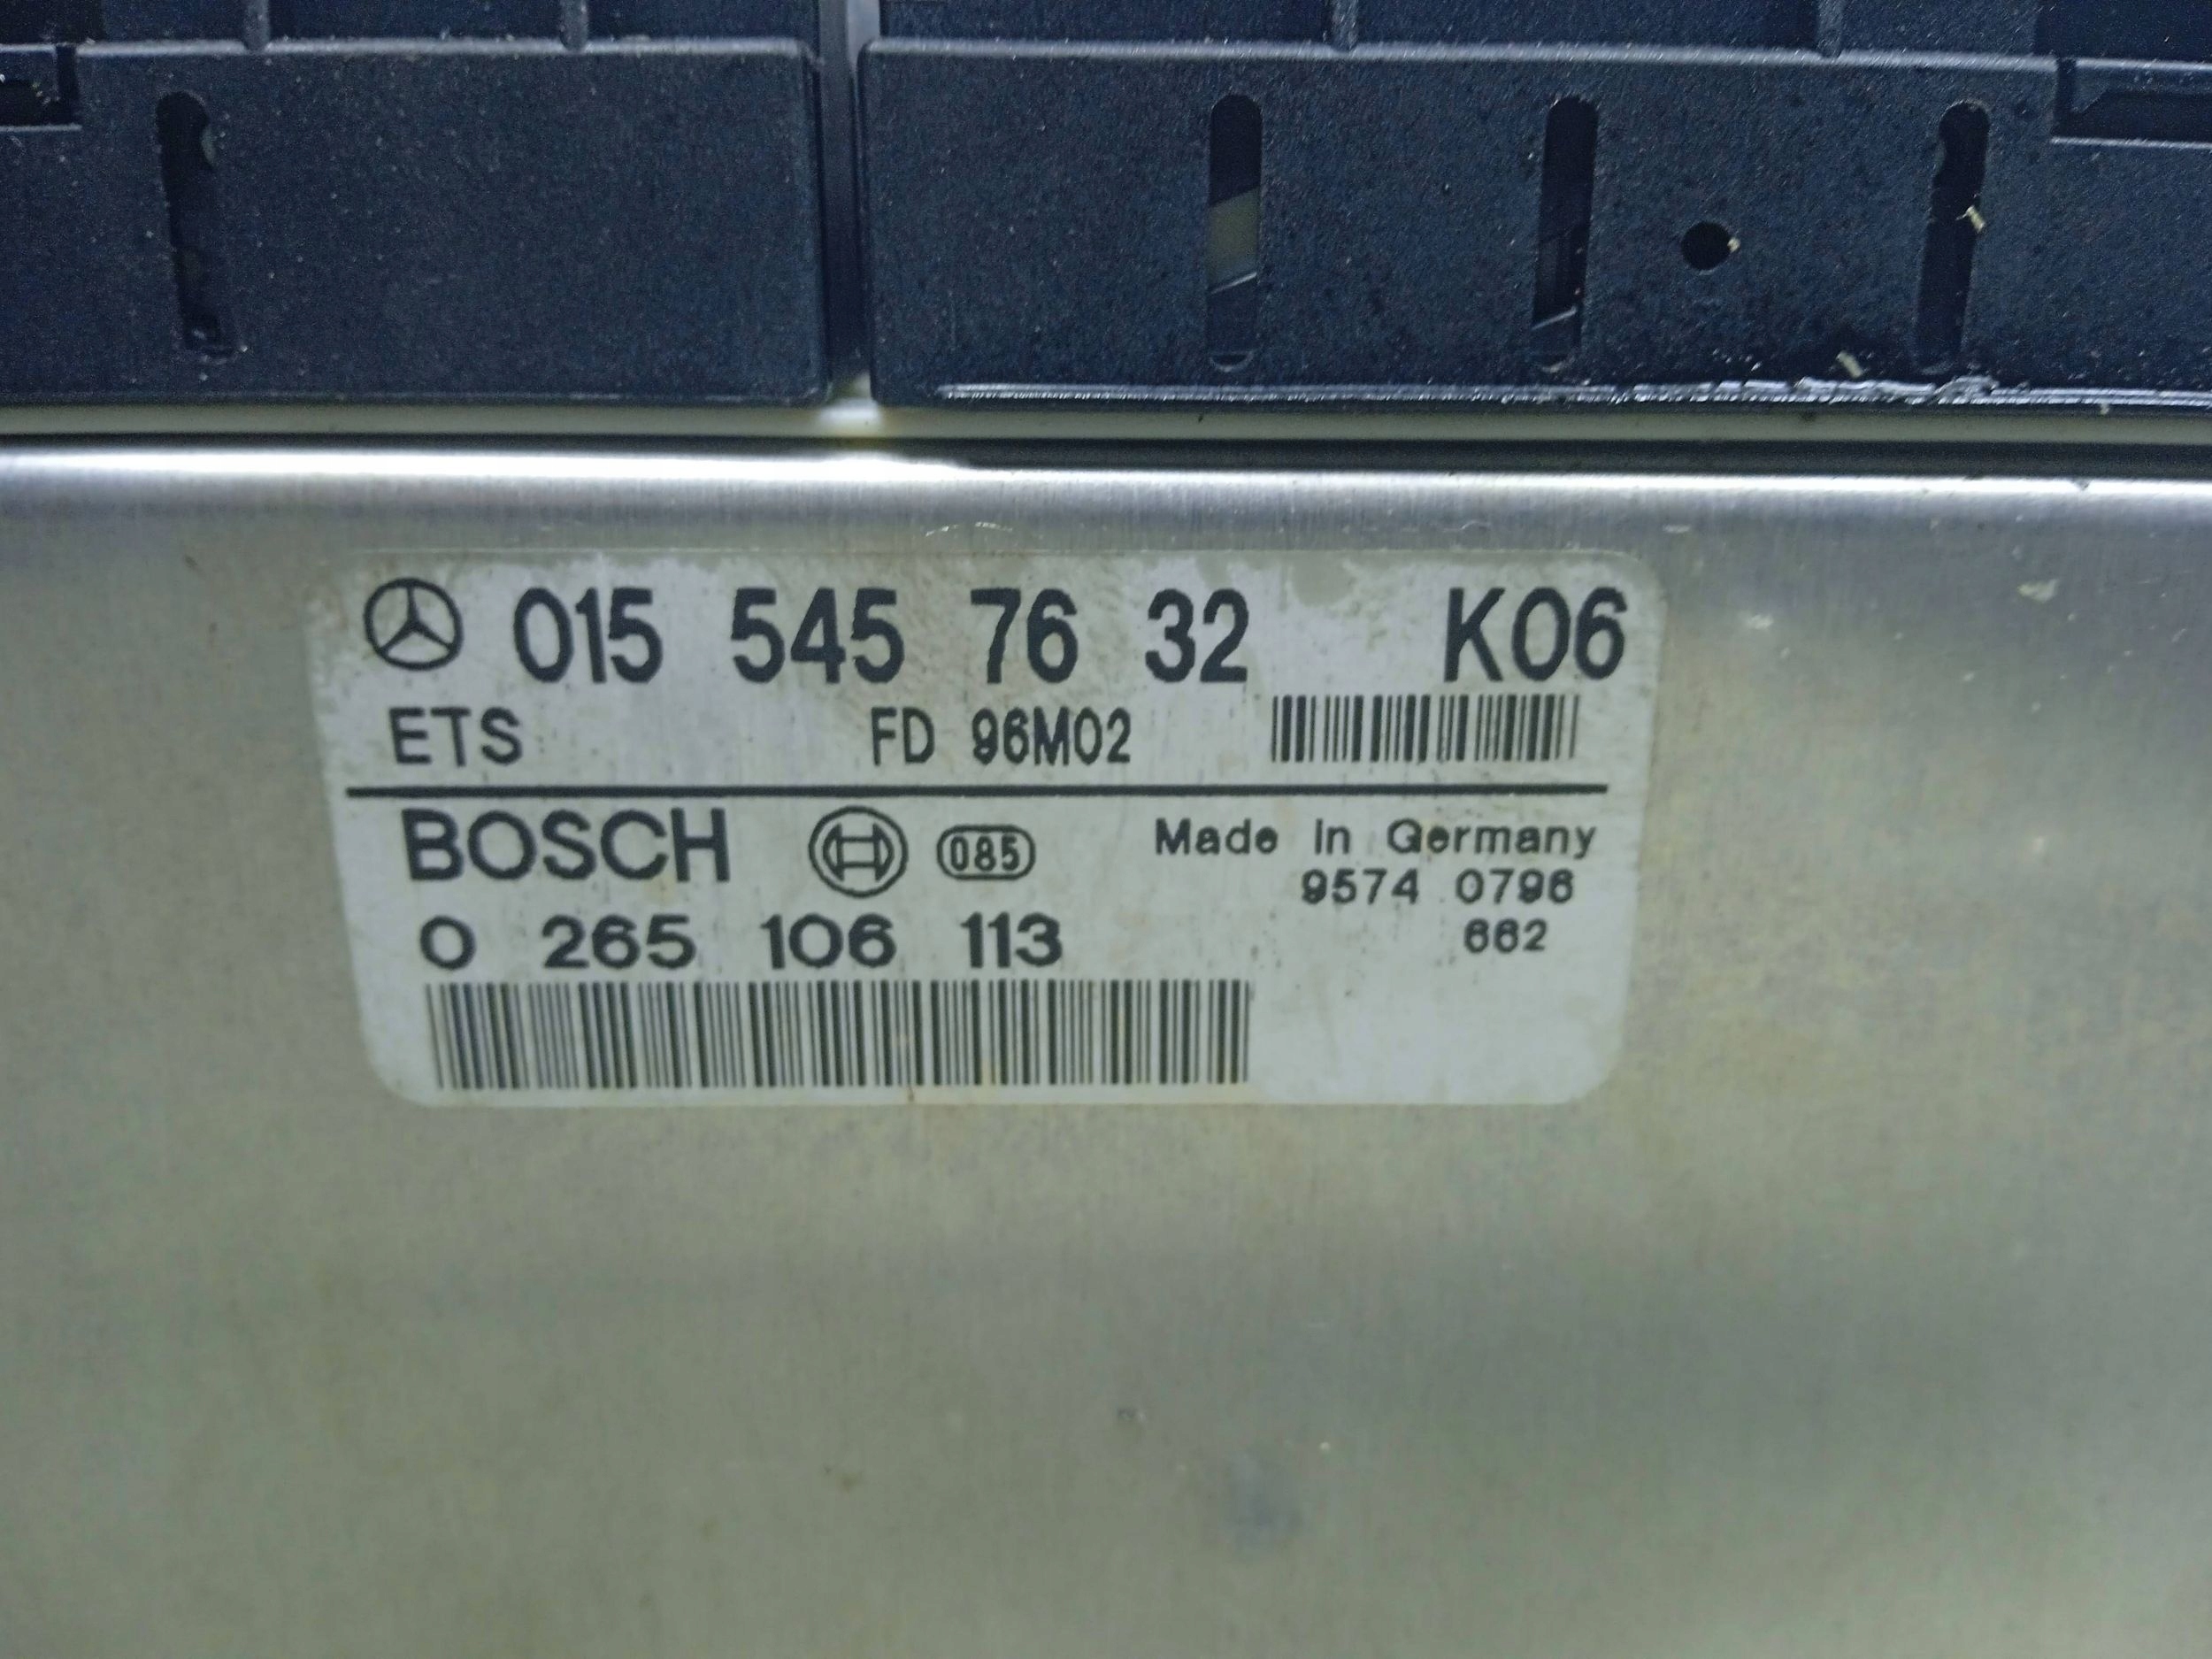 015 545 76 32 K06
ETS FD 96M02
BOSCH 085 Made In Germany
9574 0796
0 265 106 113 662